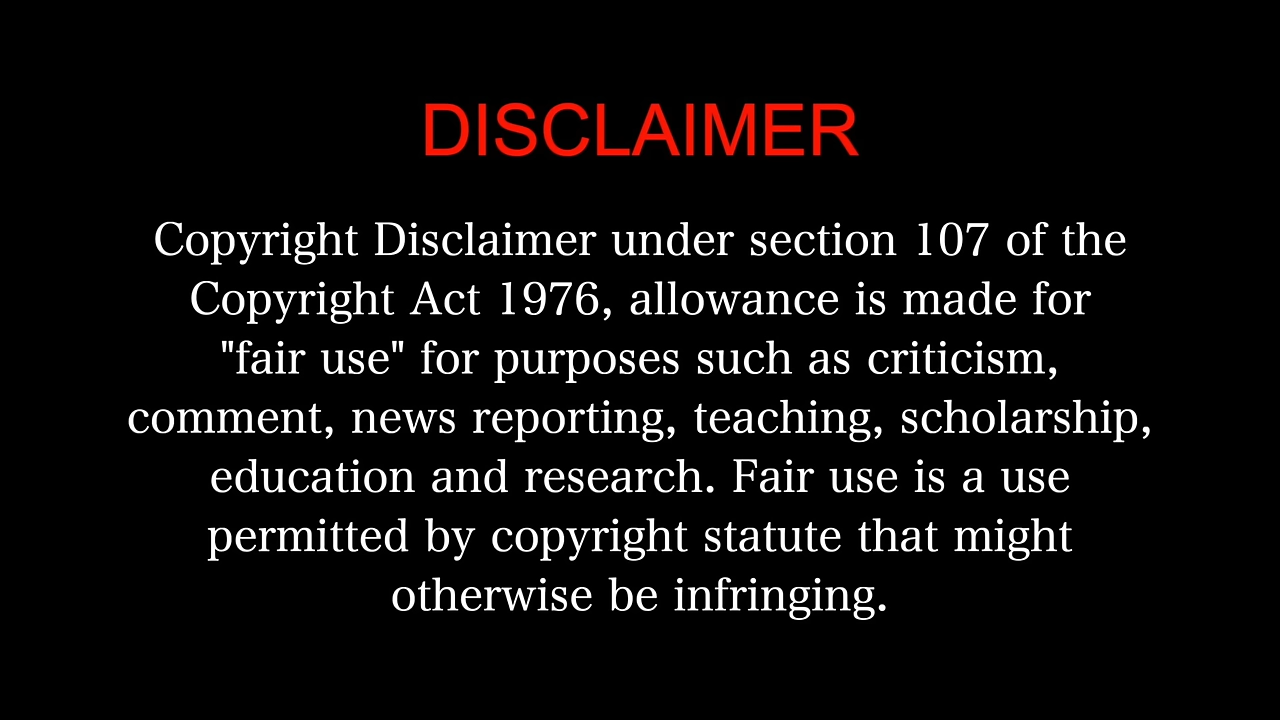 DISCLAIMER
Copyright Disclaimer under section 107 of the
Copyright Act 1976, allowance is made for
"fair use" for purposes such as criticism,
comment, news reporting, teaching, scholarship,
education and research. Fair use is a use
permitted by copyright statute that might
otherwise be infringing.